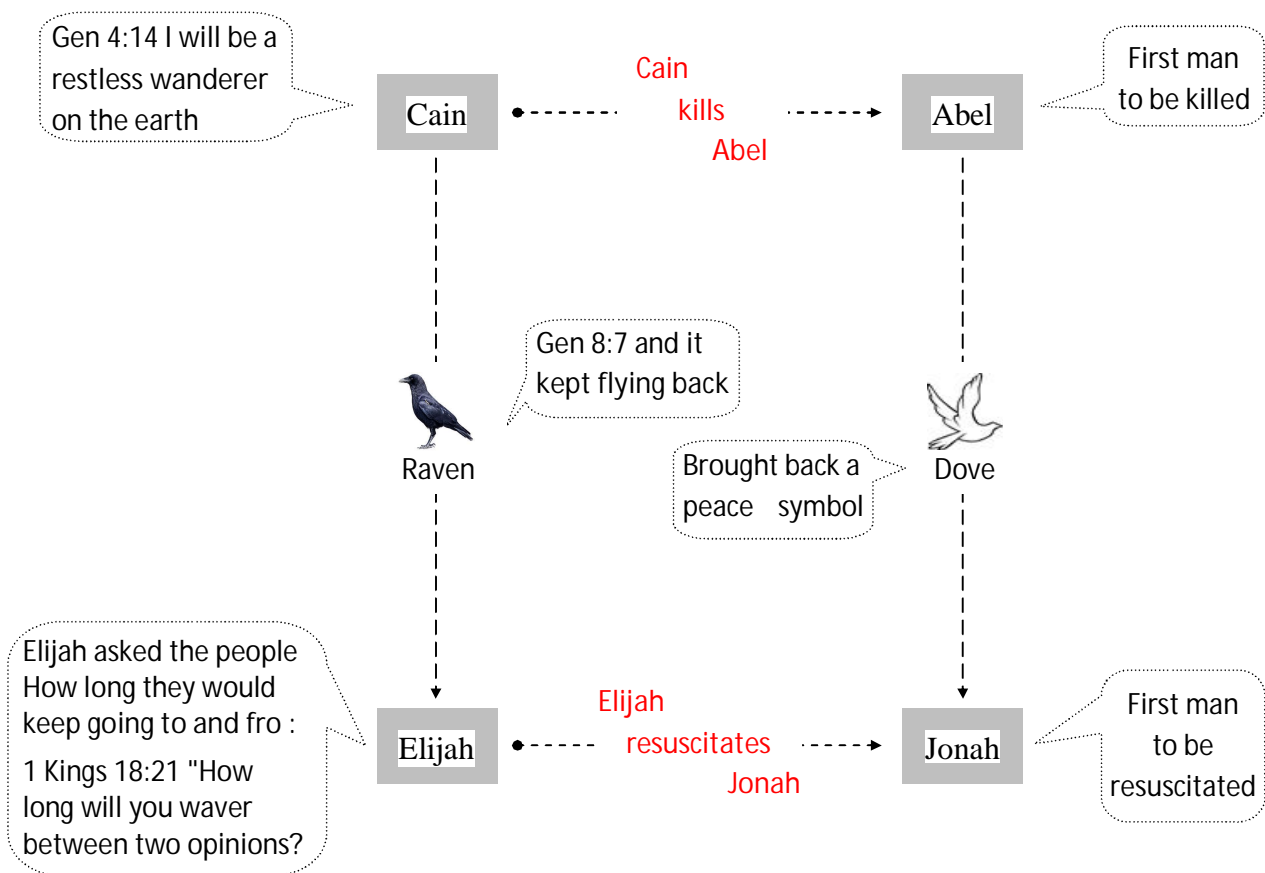 Gen 4:14 I will be a
restless wanderer
on the earth
Cain
Cain
kills
Abel
Abel
First man
to be killed
Gen 8:7 and it
kept flying back
Raven
Brought back a
peace symbol
Dove
Elijah asked the people
How long they would
keep going to and fro :
1 Kings 18:21 "How
long will you waver
between two opinions?
Elijah
Elijah
resuscitates
Jonah
Jonah
First man
to be
resuscitated